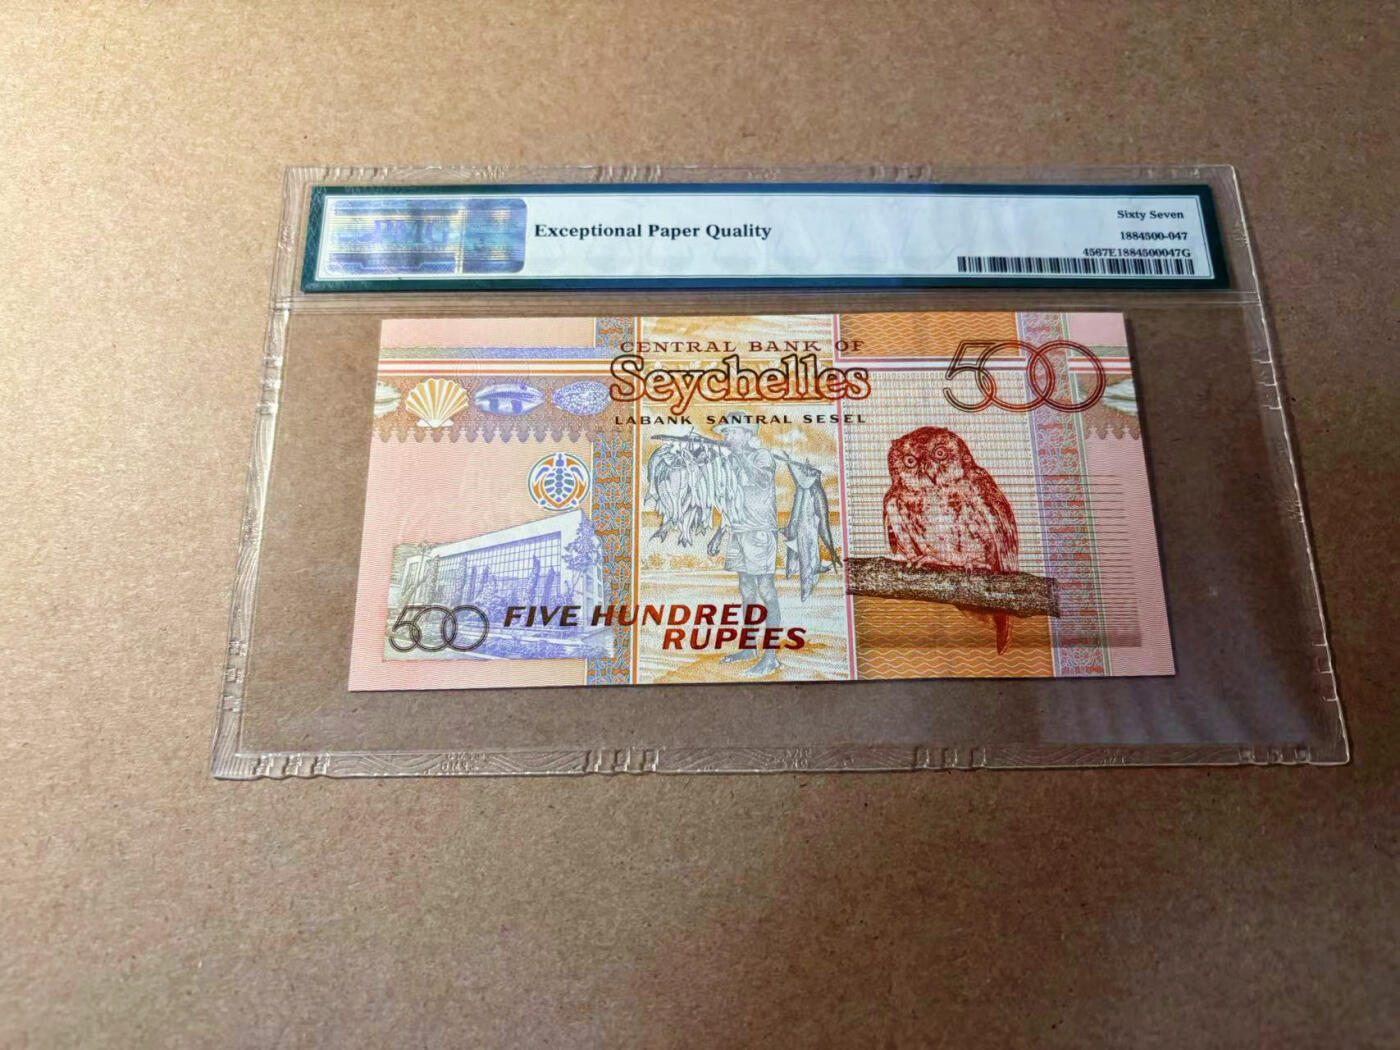 PMG
Exceptional Paper Quality
Sixty Seven
1884500-047
4567E1884500047G
CENTRAL BANK OF
Seychelles
LABANK SANTRAL SESEL
500
500
FIVE HUNDRED
RUPEES